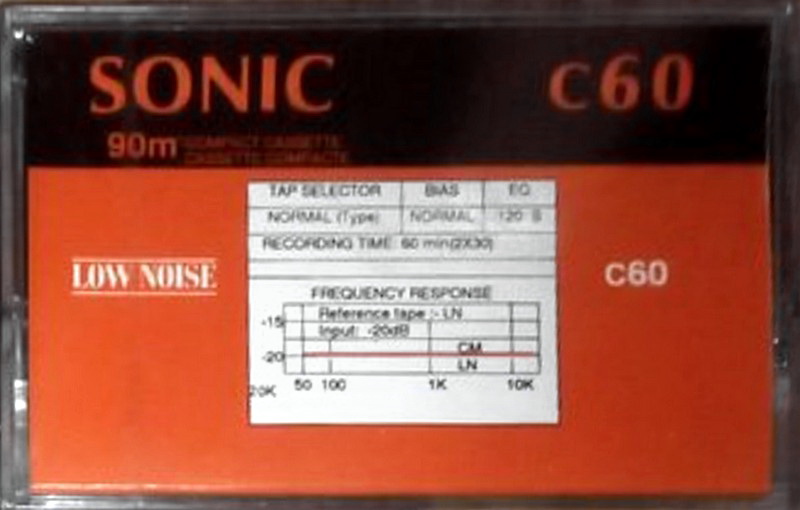 SONIC C60
90m COMPACT CASSETTE
CASSETTE COMPACTE
TAP SELECTOR BIAS EQ
NORMAL (Type) NORMAL 120 S
RECORDING TIME: 60 min(2X30)
LOW NOISE
C60
FREQUENCY RESPONSE
Reference tape :- LN
-15
Input: -20dB
CM
-20
LN
20K 50 100 1K 10K